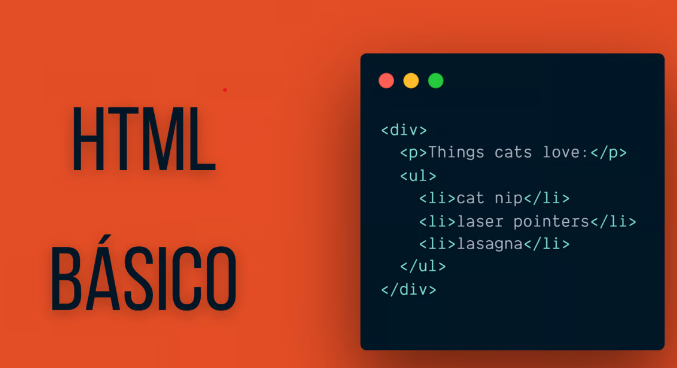 HTML
BÁSICO
<div>
  <p>Things cats love:</p>
  <ul>
    <li>cat nip</li>
    <li>laser pointers</li>
    <li>lasagna</li>
  </ul>
</div>